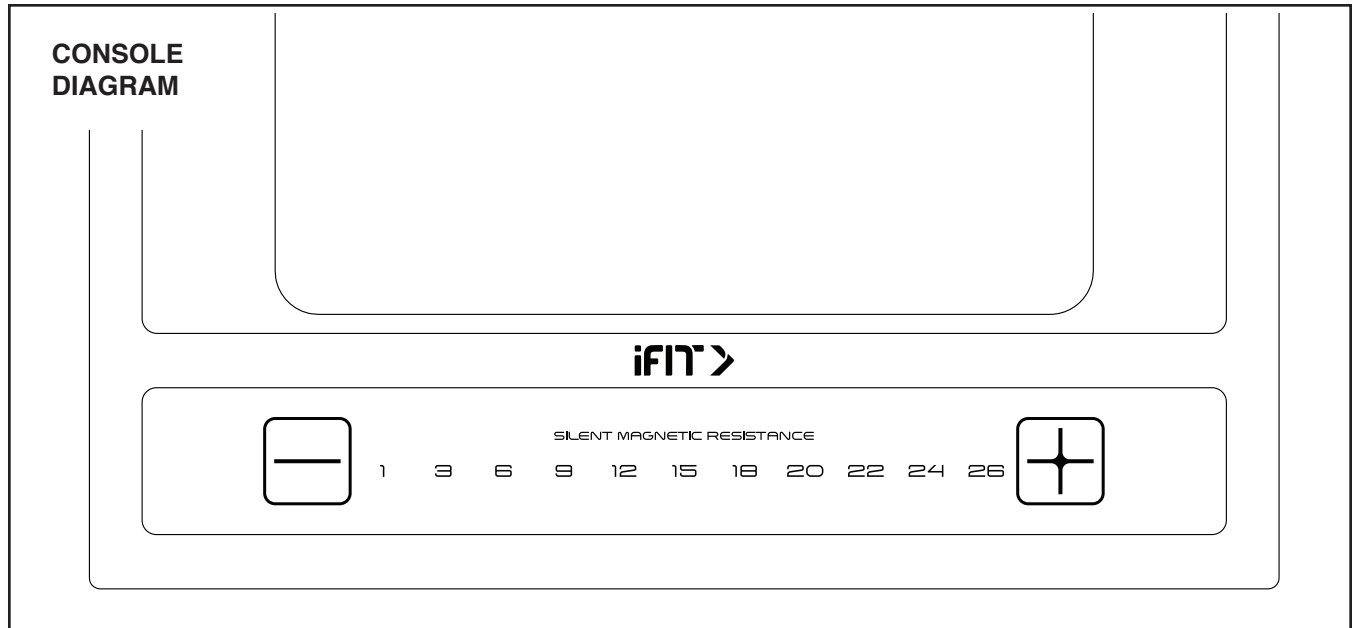 CONSOLE
DIAGRAM
iFIT
SILENT MAGNETIC RESISTANCE
1 3 6 9 12 15 18 20 22 24 26